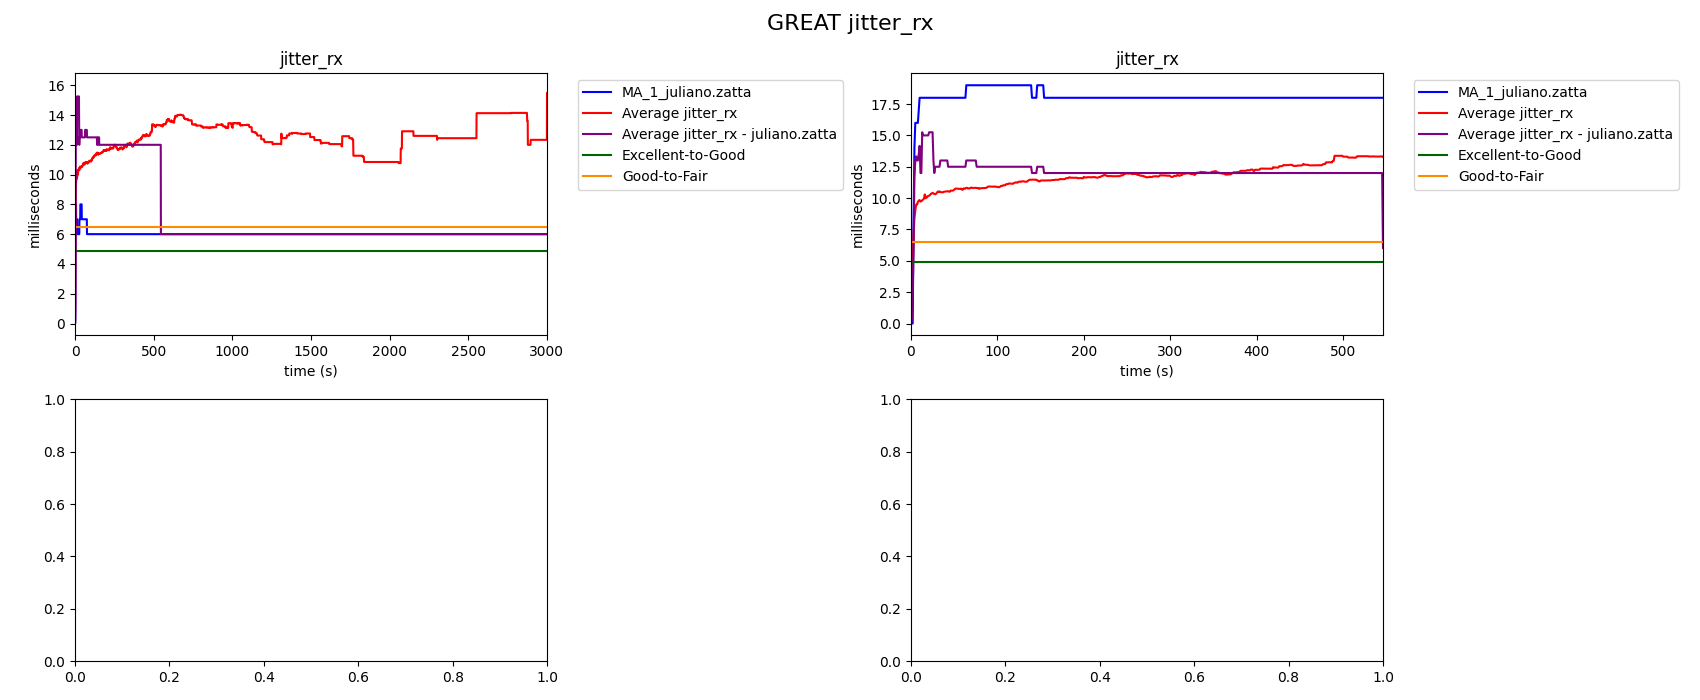 GREAT jitter_rx
jitter_rx
milliseconds
16
14
12
10
8
6
4
2
0
0 500 1000 1500 2000 2500 3000
time (s)
MA_1_juliano.zatta
Average jitter_rx
Average jitter_rx - juliano.zatta
Excellent-to-Good
Good-to-Fair
jitter_rx
milliseconds
17.5
15.0
12.5
10.0
7.5
5.0
2.5
0.0
0 100 200 300 400 500
time (s)
MA_1_juliano.zatta
Average jitter_rx
Average jitter_rx - juliano.zatta
Excellent-to-Good
Good-to-Fair
1.0
0.8
0.6
0.4
0.2
0.0
0.0 0.2 0.4 0.6 0.8 1.0
1.0
0.8
0.6
0.4
0.2
0.0
0.0 0.2 0.4 0.6 0.8 1.0